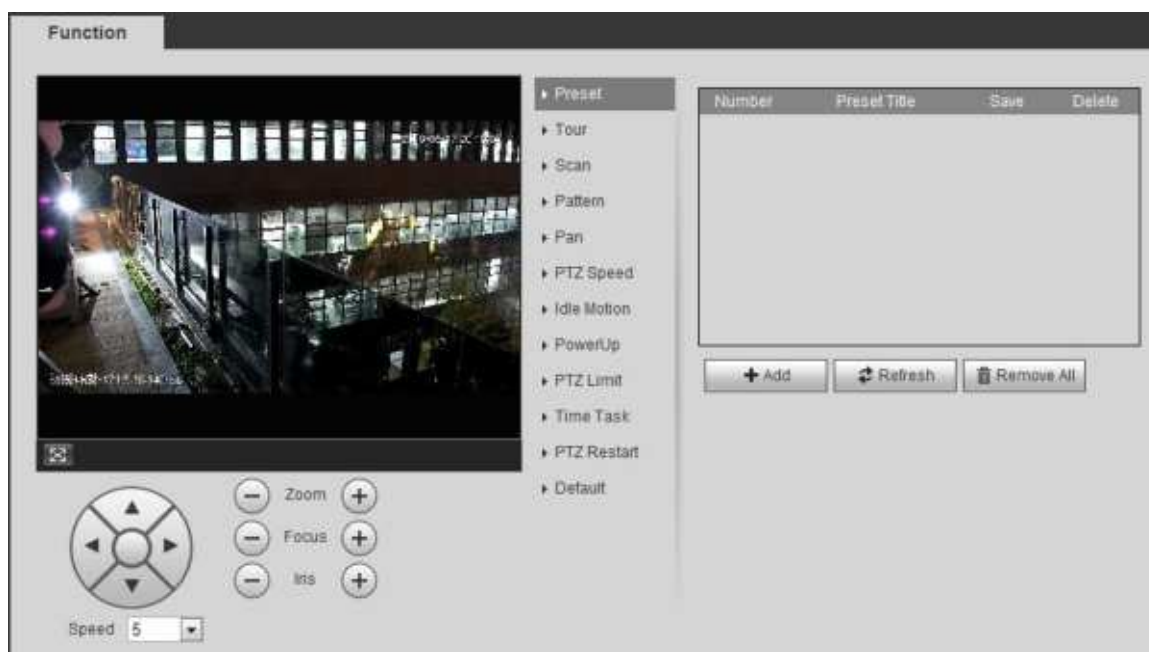 Function
Preset
Tour
Scan
Pattern
Pan
PTZ Speed
Idle Motion
PowerUp
PTZ Limit
Time Task
PTZ Restart
Default
Number Preset Title Save Delete
Add Refresh Remove All
Zoom
Focus
Iris
Speed 5